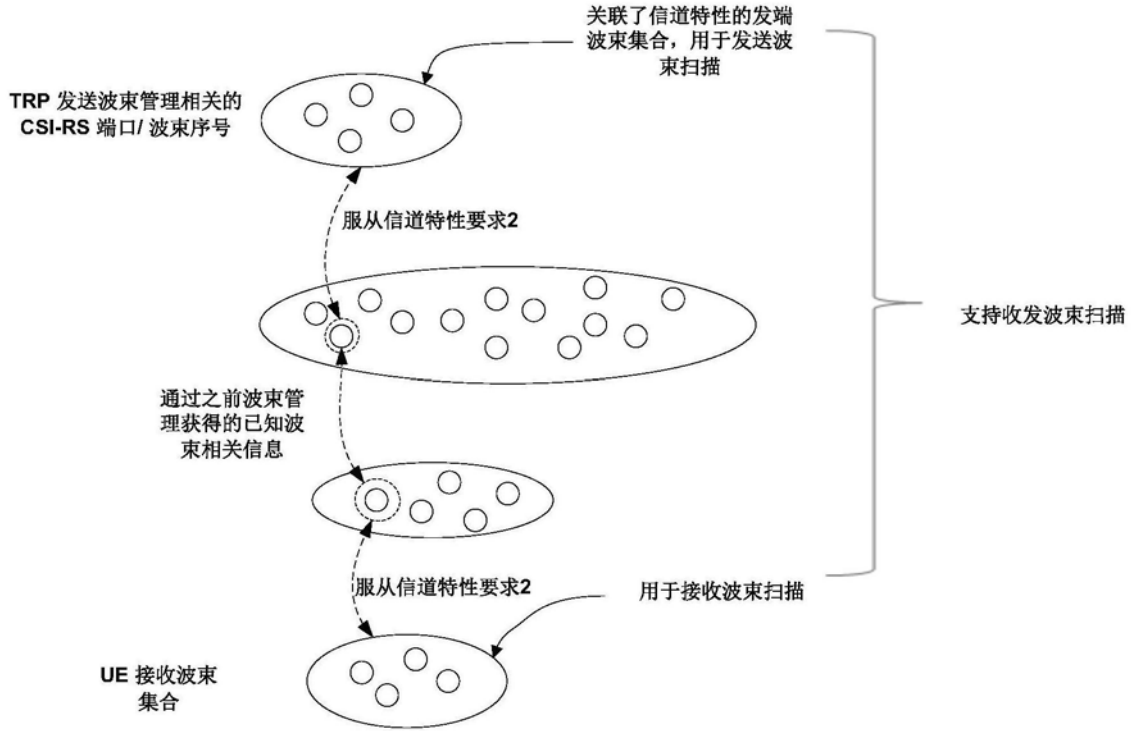 关联了信道特性的发端
波束集合，用于发送波
束扫描
TRP 发送波束管理相关的
CSI-RS 端口/ 波束序号
服从信道特性要求2
支持收发波束扫描
通过之前波束管
理获得的已知波
束相关信息
服从信道特性要求2
用于接收波束扫描
UE 接收波束
集合